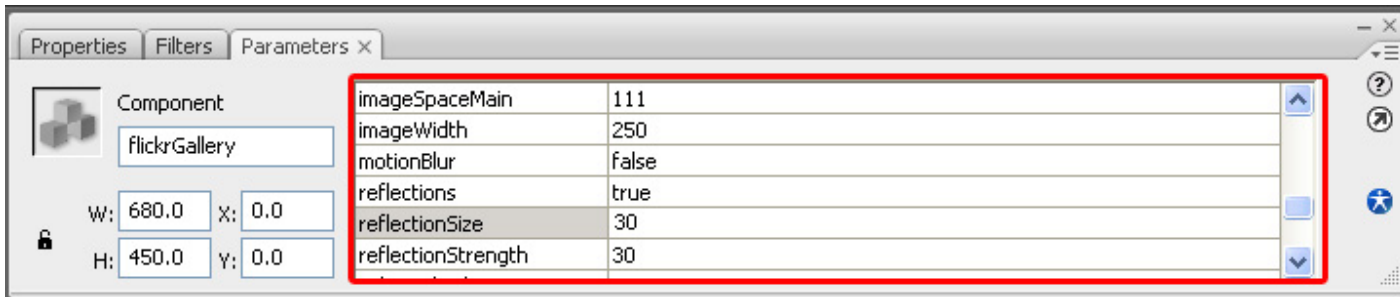 Properties Filters Parameters
Component
flickrGallery
W: 680.0 X: 0.0
H: 450.0 Y: 0.0
imageSpaceMain 111
imageWidth 250
motionBlur false
reflections true
reflectionSize 30
reflectionStrength 30